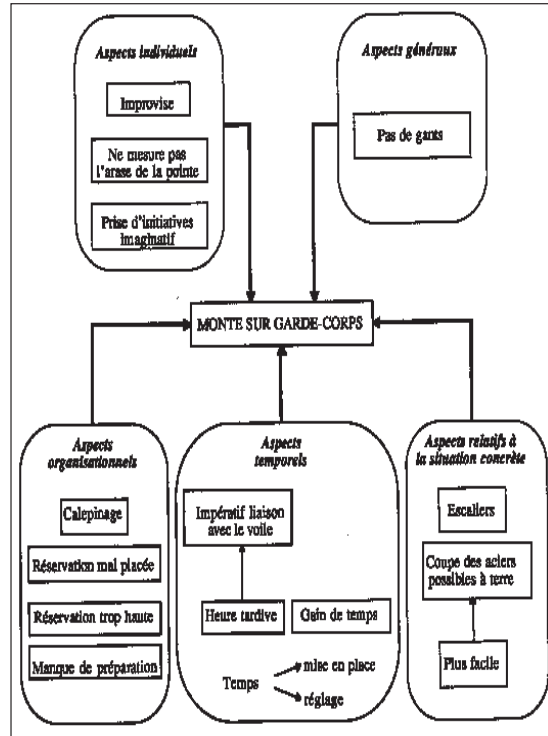 Aspects individuels
Improvise
Ne mesure pas
l'arase de la pointe
Prise d'initiatives
imaginatif
Aspects généraux
Pas de gants
MONTE SUR GARDE-CORPS
Aspects
organisationnels
Calepinage
Réservation mal placée
Réservation trop haute
Manque de préparation
Aspects
temporels
Impératif liaison
avec le voile
Heure tardive
Gain de temps
Temps
mise en place
réglage
Aspects relatifs à
la situation concrète
Escaliers
Coupe des aciers
possibles à terre
Plus facile